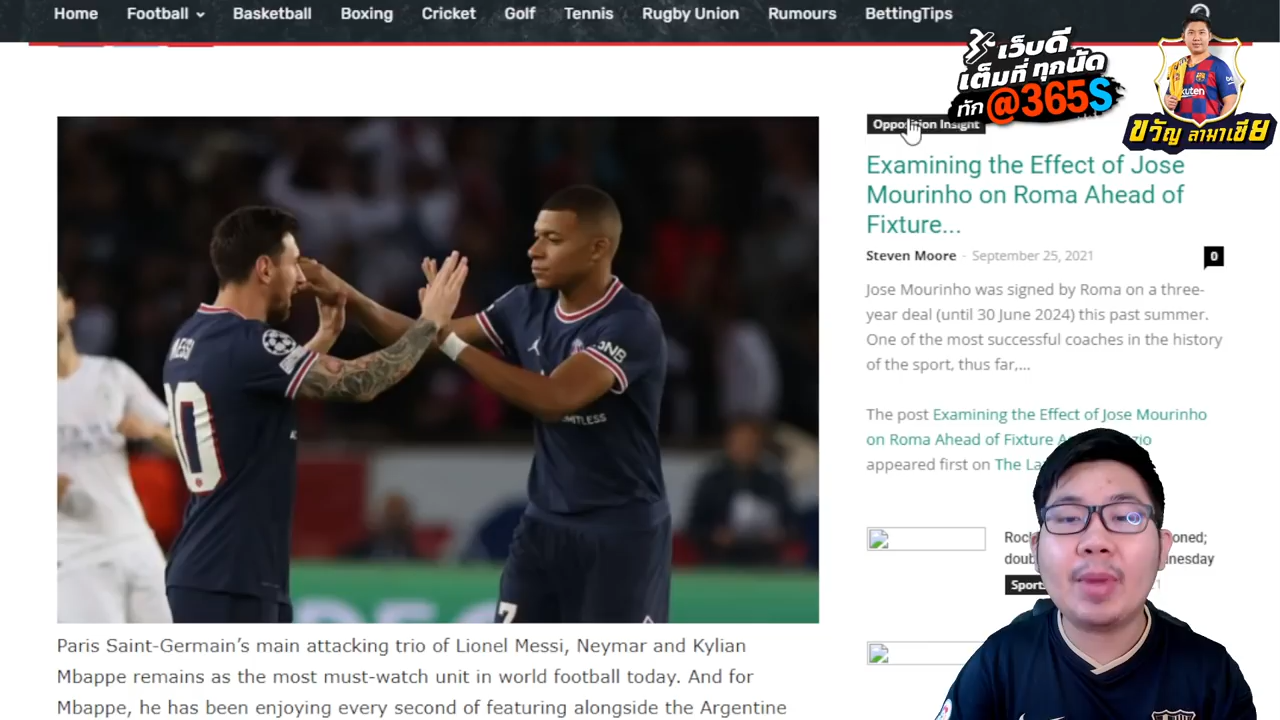 Home Football Basketball Boxing Cricket Golf Tennis Rugby Union Rumours BettingTips
เว็บดี
เต็มที่ ทุกนัด
ทัก @365S
ขวัญ ลามาเซีย
MESSI
10
LIMITLESS
7
Paris Saint-Germain’s main attacking trio of Lionel Messi, Neymar and Kylian
Mbappe remains as the most must-watch unit in world football today. And for
Mbappe, he has been enjoying every second of featuring alongside the Argentine
Opposition Insight
Examining the Effect of Jose
Mourinho on Roma Ahead of
Fixture...
Steven Moore - September 25, 2021 0
Jose Mourinho was signed by Roma on a three-
year deal (until 30 June 2024) this past summer.
One of the most successful coaches in the history
of the sport, thus far,...
The post Examining the Effect of Jose Mourinho
on Roma Ahead of Fixture
appeared first on The